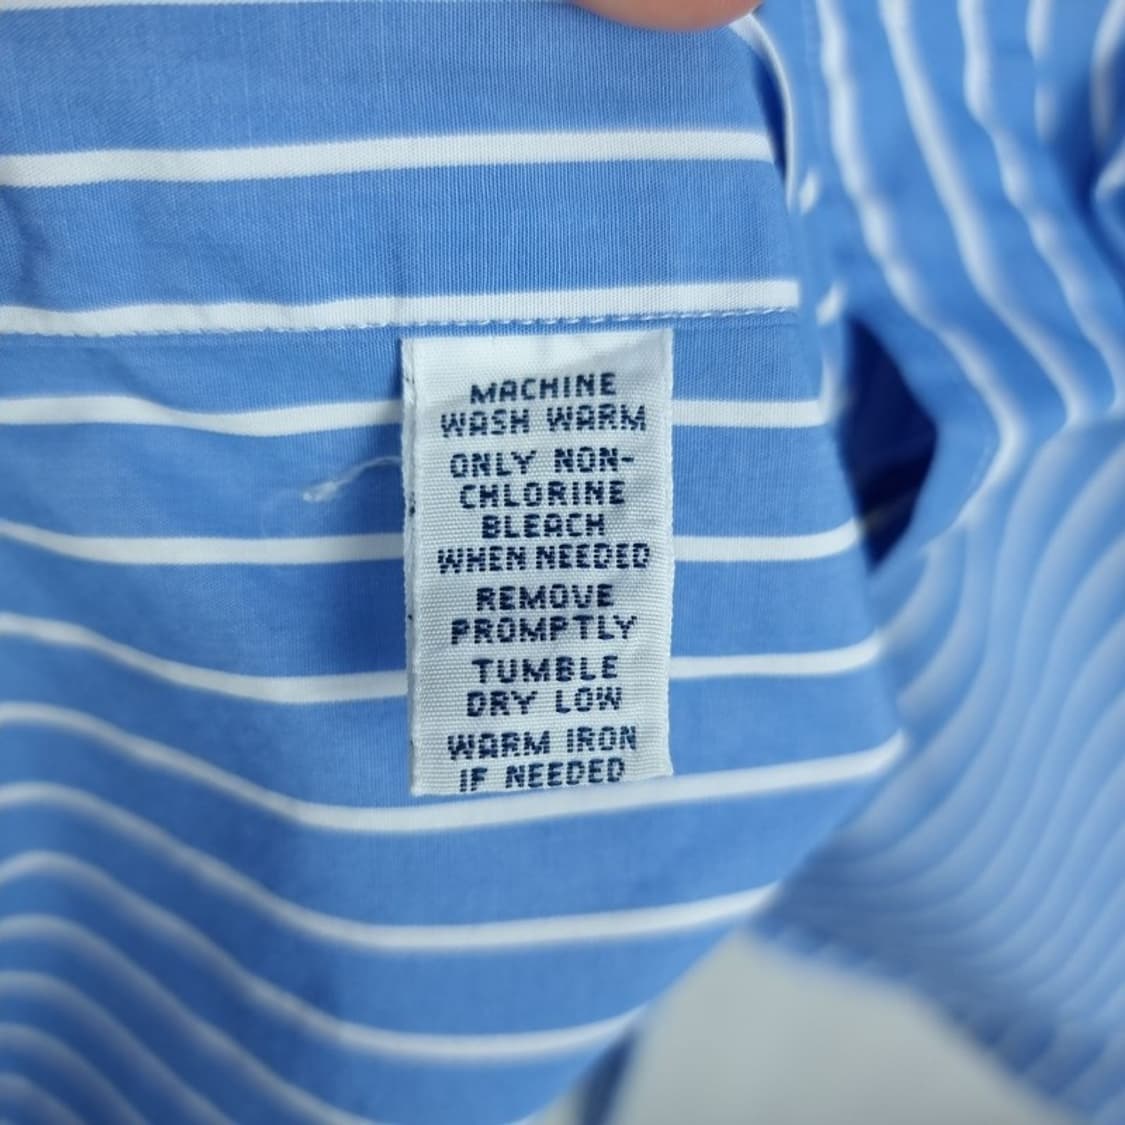 MACHINE
WASH WARM
ONLY NON-
CHLORINE
BLEACH
WHEN NEEDED
REMOVE
PROMPTLY
TUMBLE
DRY LOW
WARM IRON
IF NEEDED